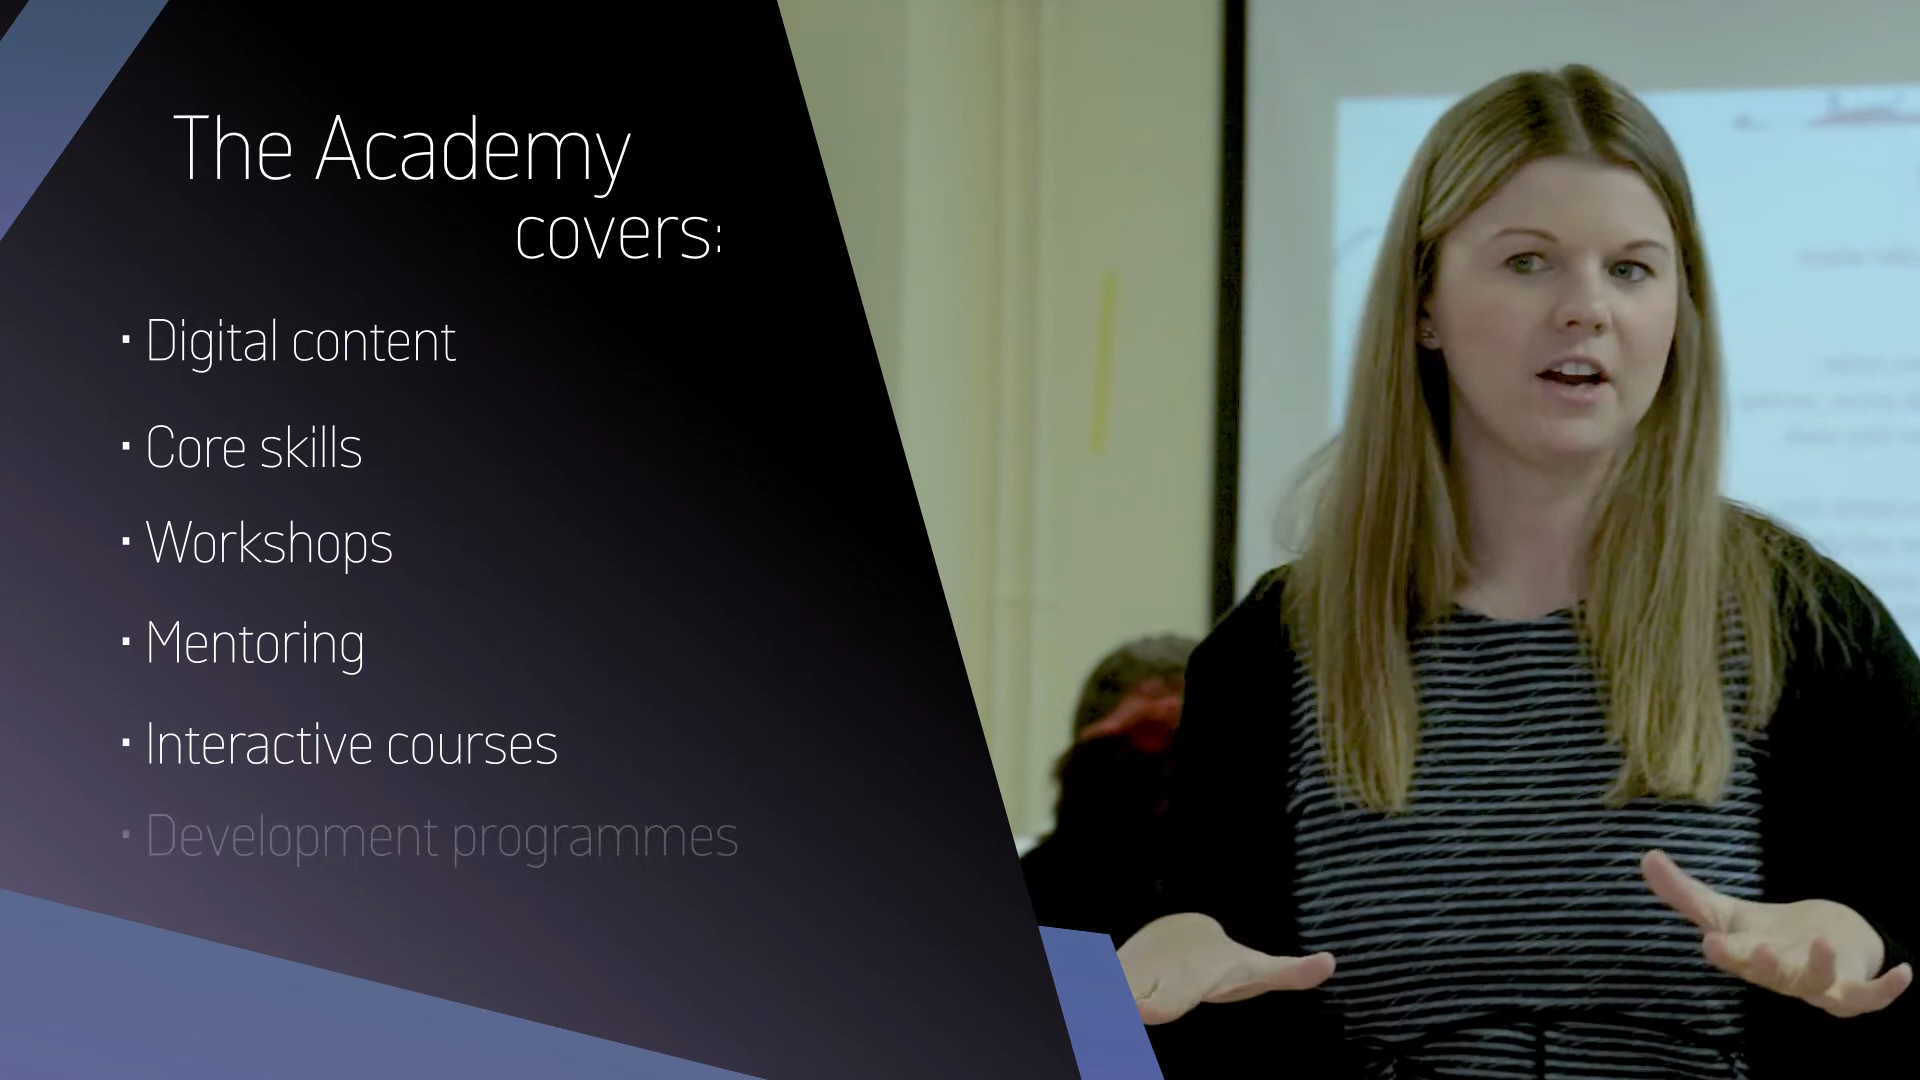 The Academy
covers:
· Digital content
· Core skills
· Workshops
· Mentoring
· Interactive courses
· Development programmes